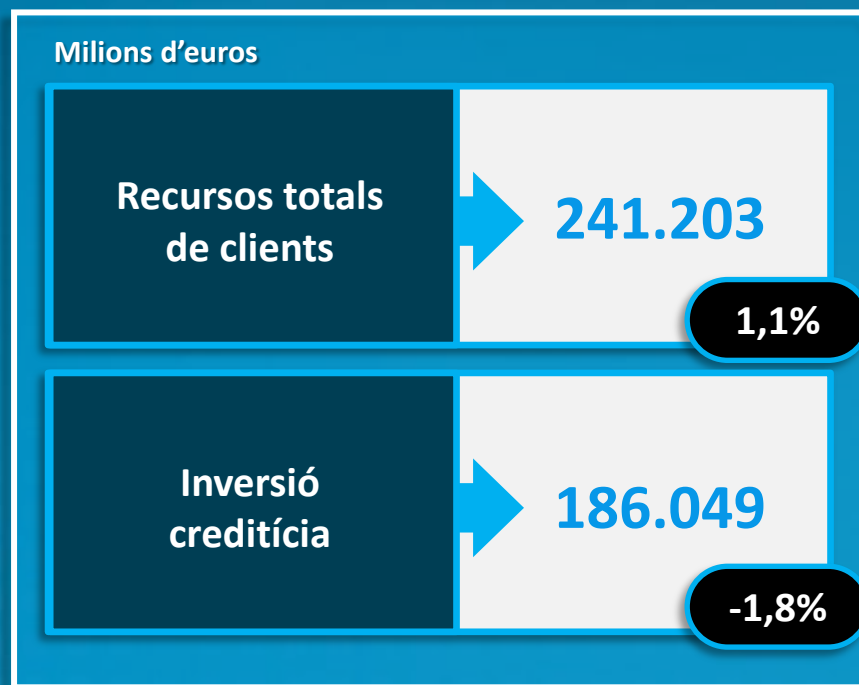 Milions d’euros
Recursos totals
de clients
241.203
1,1%
Inversió
creditícia
186.049
-1,8%